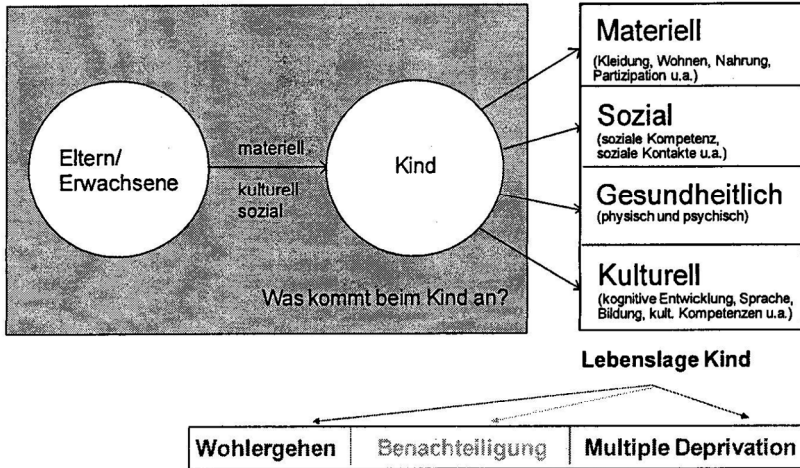 Eltern/
Erwachsene
materiell
kulturell
sozial
Kind
Was kommt beim Kind an?
Materiell
(Kleidung, Wohnen, Nahrung,
Partizipation u.a.)
Sozial
(soziale Kompetenz,
soziale Kontakte u.a.)
Gesundheitlich
(physisch und psychisch)
Kulturell
(kognitive Entwicklung, Sprache,
Bildung, kult. Kompetenzen u.a.)
Lebenslage Kind
Wohlergehen
Benachteiligung
Multiple Deprivation